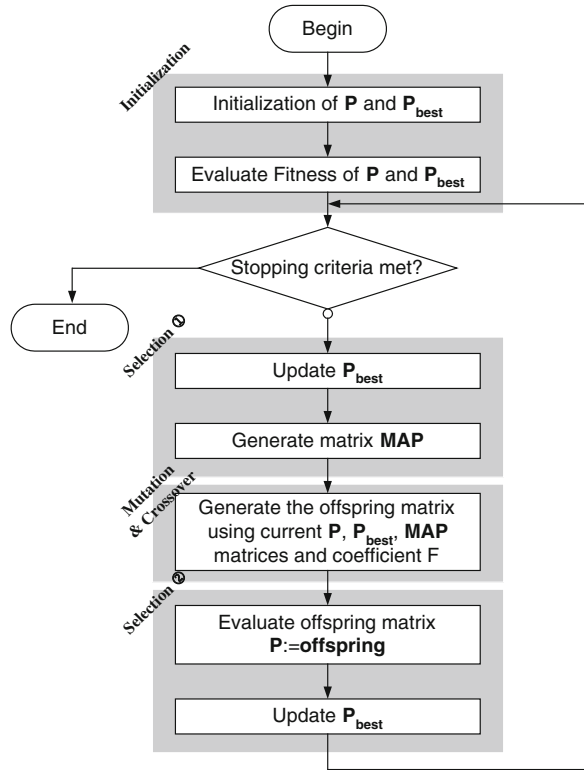 Begin
Initialization
Initialization of P and Pbest
Evaluate Fitness of P and Pbest
Stopping criteria met?
End
Selection ①
Update Pbest
Generate matrix MAP
Mutation
& Crossover
Generate the offspring matrix
using current P, Pbest, MAP
matrices and coefficient F
Selection ②
Evaluate offspring matrix
P:=offspring
Update Pbest